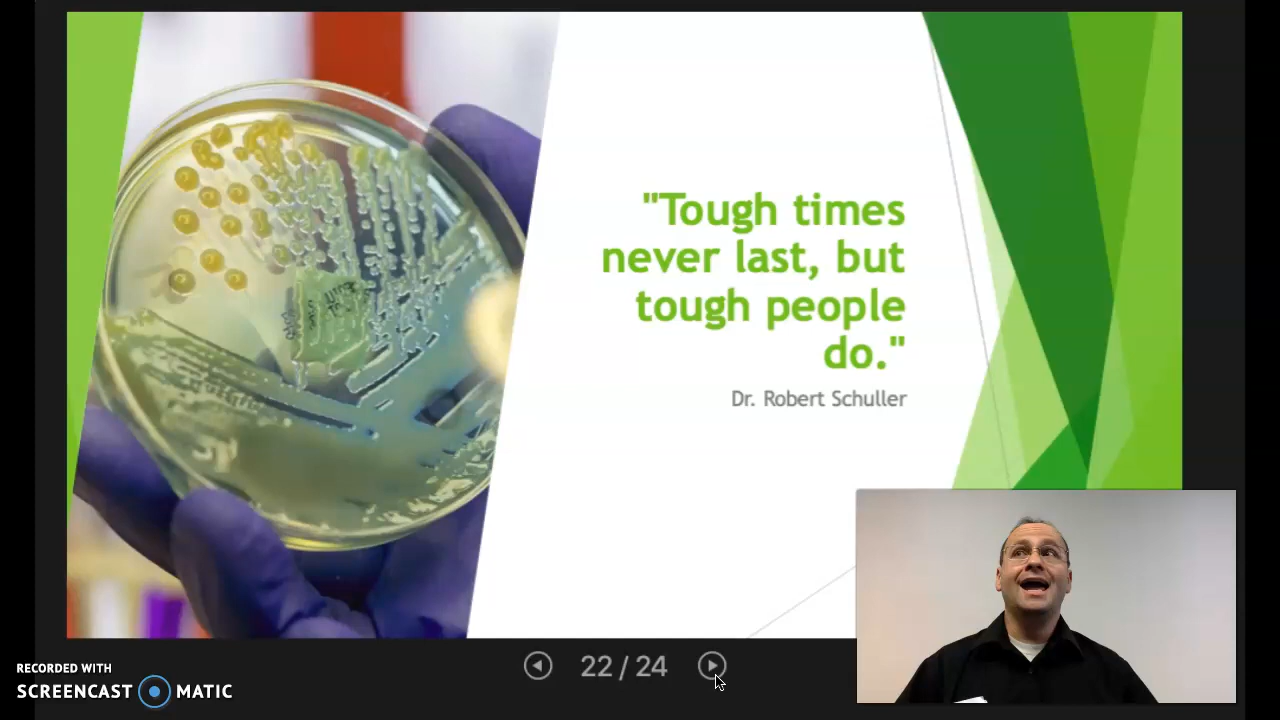 "Tough times
never last, but
tough people
do."
Dr. Robert Schuller
22 / 24
RECORDED WITH
SCREENCAST MATIC